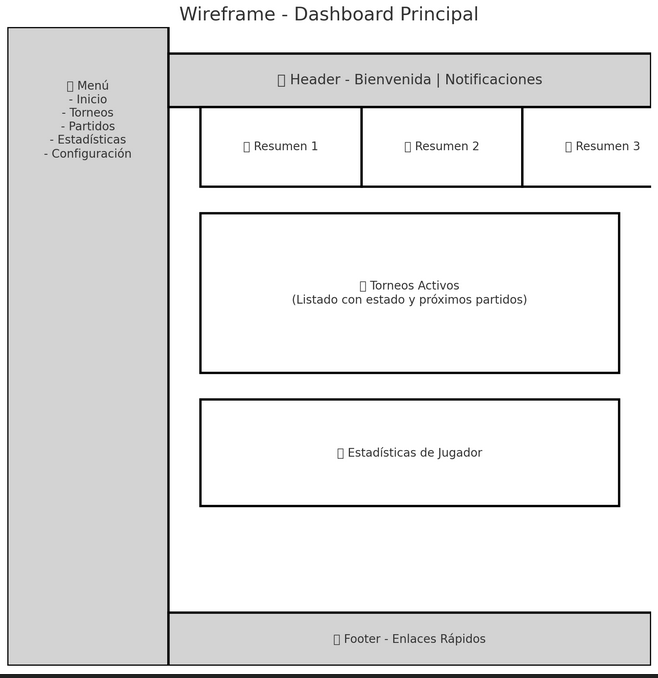 Wireframe - Dashboard Principal
Menú
- Inicio
- Torneos
- Partidos
- Estadísticas
- Configuración
Header - Bienvenida | Notificaciones
Resumen 1
Resumen 2
Resumen 3
Torneos Activos
(Listado con estado y próximos partidos)
Estadísticas de Jugador
Footer - Enlaces Rápidos